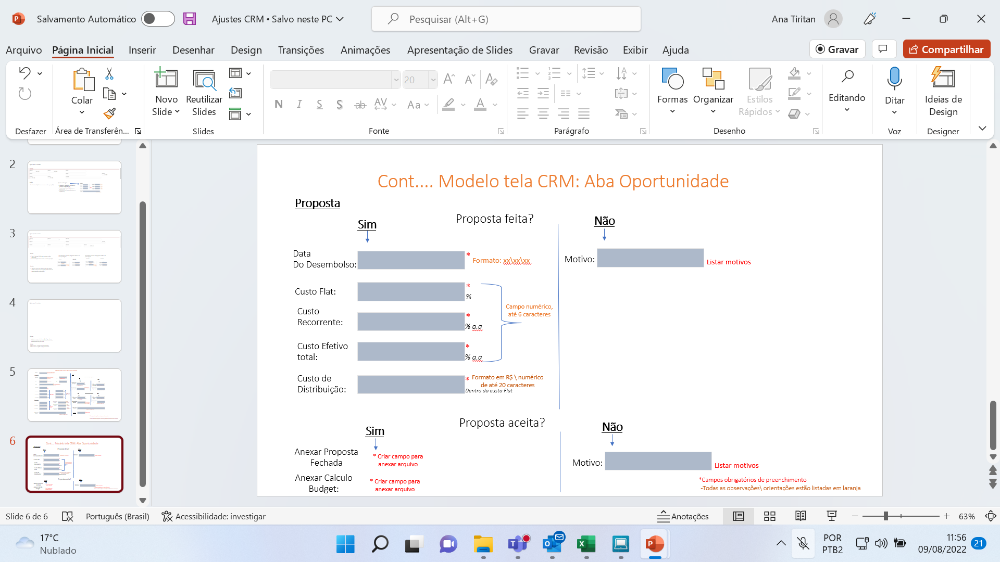 Salvamento Automático
Ajustes CRM • Salvo neste PC
Pesquisar (Alt+G)
Ana Tiritan
Arquivo
Página Inicial
Inserir
Desenhar
Design
Transições
Animações
Apresentação de Slides
Gravar
Revisão
Exibir
Ajuda
Gravar
Compartilhar
Colar
Novo
Slide
Reutilizar
Slides
20
N I S S ab AV Aa A
Formas
Organizar
Estilos
Rápidos
Editando
Ditar
Ideias de
Design
Desfazer
Área de Transferên...
Slides
Fonte
Parágrafo
Desenho
Voz
Designer
2
3
4
5
6
Cont.... Modelo tela CRM: Aba Oportunidade
Proposta
Proposta feita?
Sim
Não
Data
Do Desembolso:
*
Formato: xx\xx\xx
Motivo:
Listar motivos
Custo Flat:
*
%
Campo numérico,
até 6 caracteres
Custo
Recorrente:
*
% a.a
Custo Efetivo
total:
*
% a.a
Custo de
Distribuição:
* Formato em R$ \ numérico
de até 20 caracteres
Dentro do custo Flat
Proposta aceita?
Sim
Não
Anexar Proposta
Fechada
* Criar campo para
anexar arquivo
Motivo:
Listar motivos
Anexar Calculo
Budget:
* Criar campo para
anexar arquivo
*Campos obrigatórios de preenchimento
-Todas as observações\ orientações estão listadas em laranja
Slide 6 de 6
Português (Brasil)
Acessibilidade: investigar
Anotações
63%
17°C
Nublado
POR
PTB2
11:56
09/08/2022
21